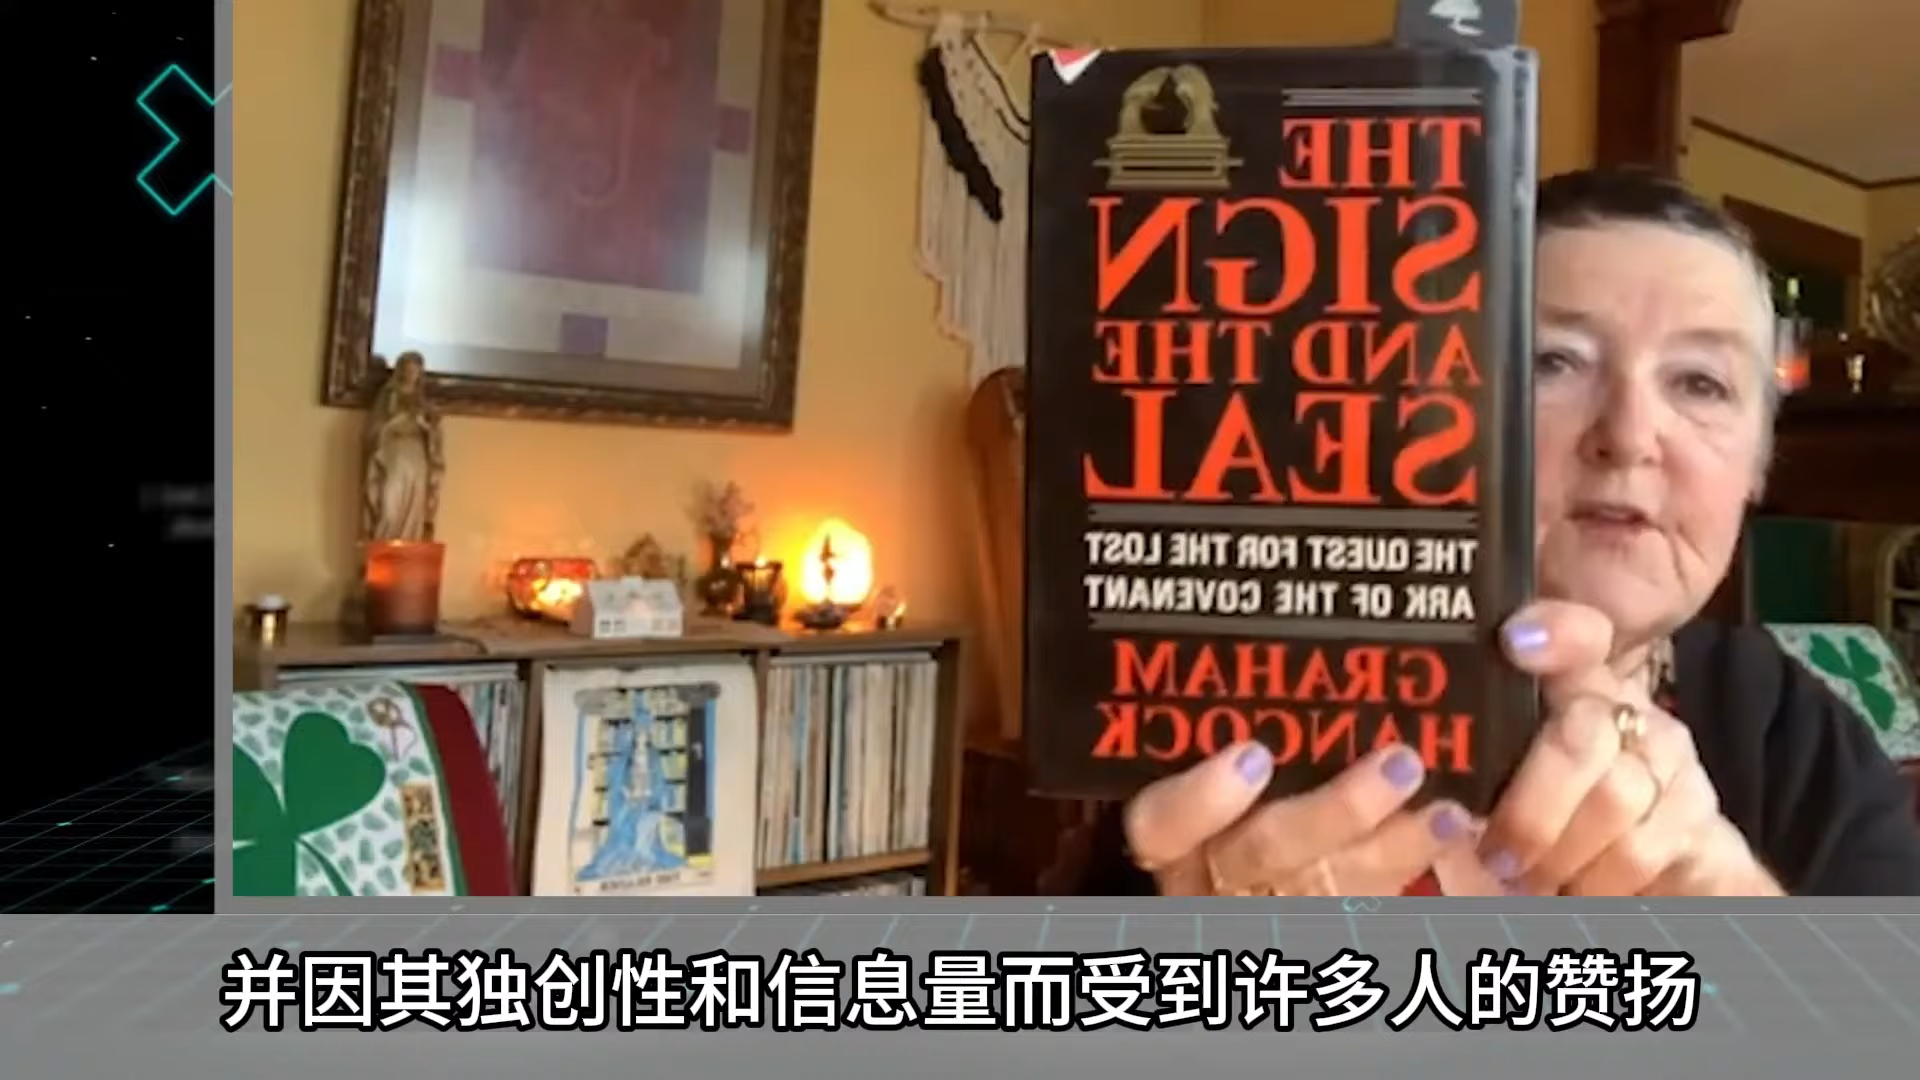 THE
SIGN
AND THE
SEAL
THE QUEST FOR THE LOST
ARK OF THE COVENANT
GRAHAM
HANCOCK
并因其独创性和信息量而受到许多人的赞扬